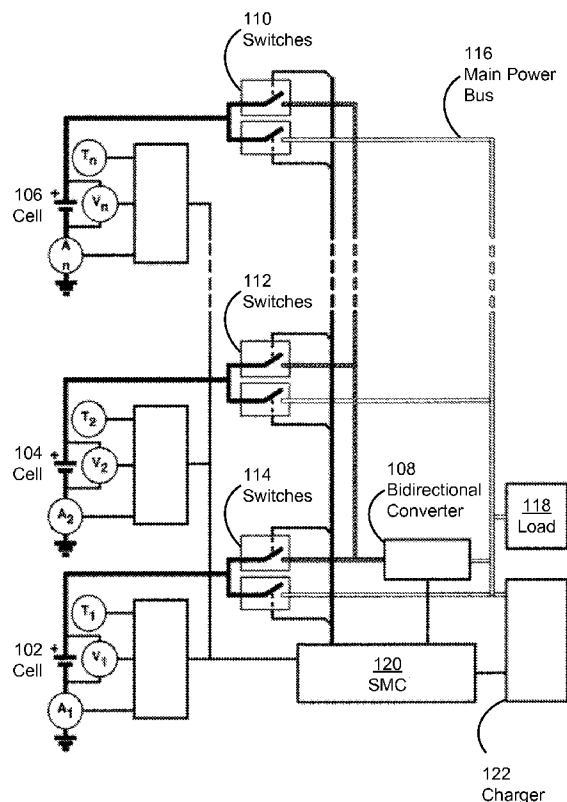 110
Switches
116
Main Power
Bus
Tn
106
Cell
+
Vn
A
n
112
Switches
T2
104
Cell
+
V2
A2
114
Switches
108
Bidirectional
Converter
118
Load
T1
102
Cell
+
V1
A1
120
SMC
122
Charger